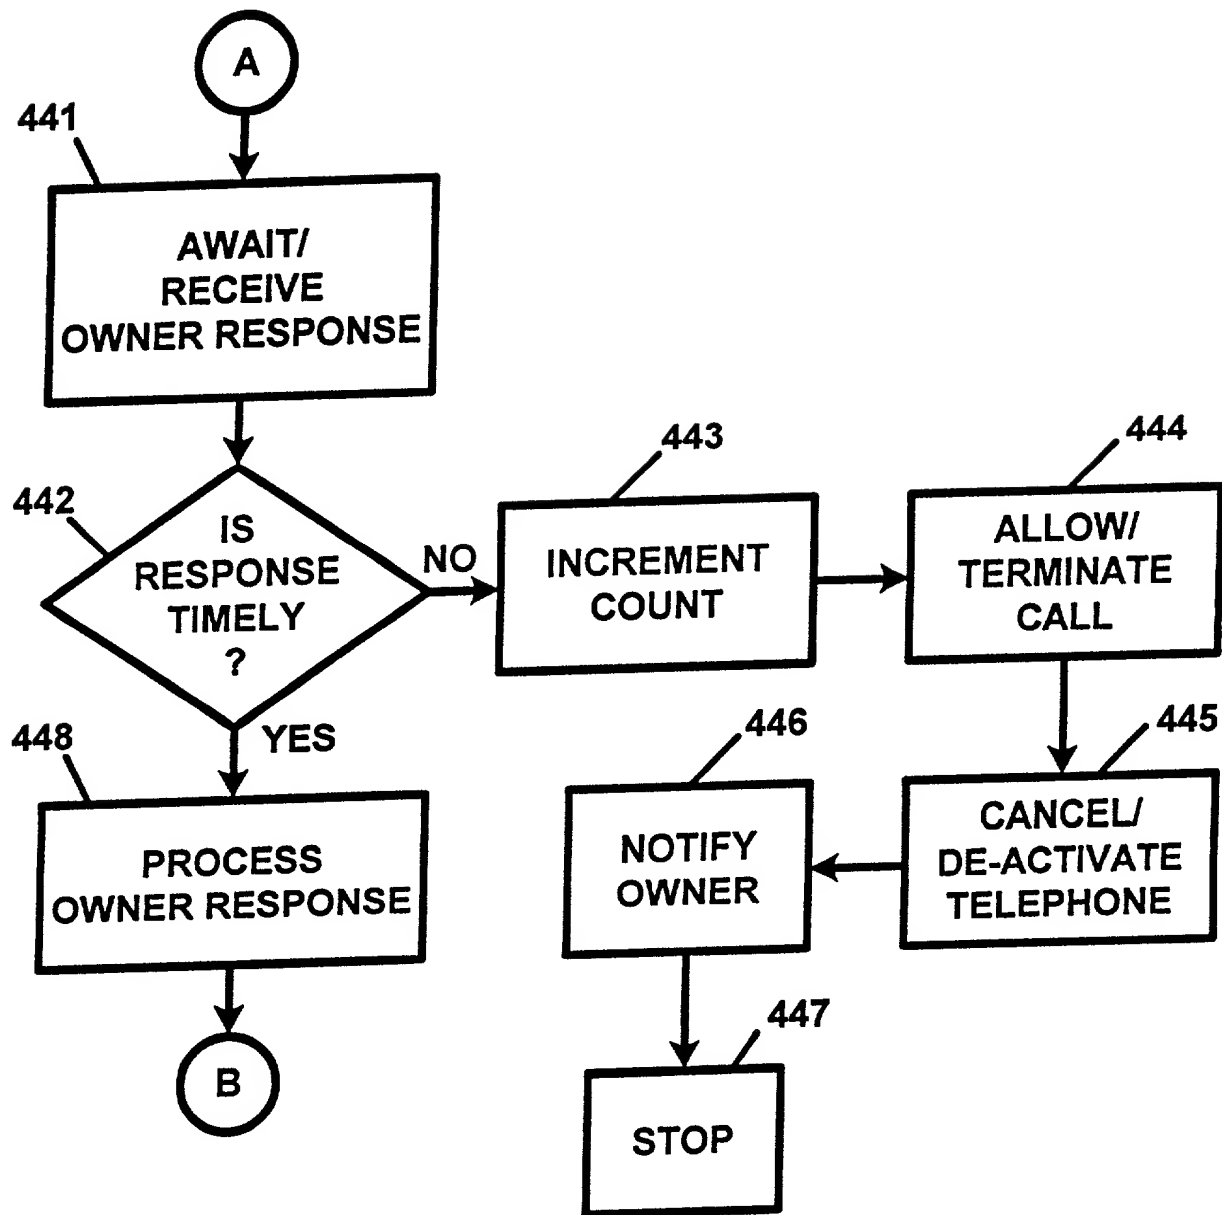 A
441
AWAIT/
RECEIVE
OWNER RESPONSE
442
IS
RESPONSE
TIMELY
?
NO
443
INCREMENT
COUNT
444
ALLOW/
TERMINATE
CALL
YES
448
PROCESS
OWNER RESPONSE
446
NOTIFY
OWNER
445
CANCEL/
DE-ACTIVATE
TELEPHONE
B
447
STOP